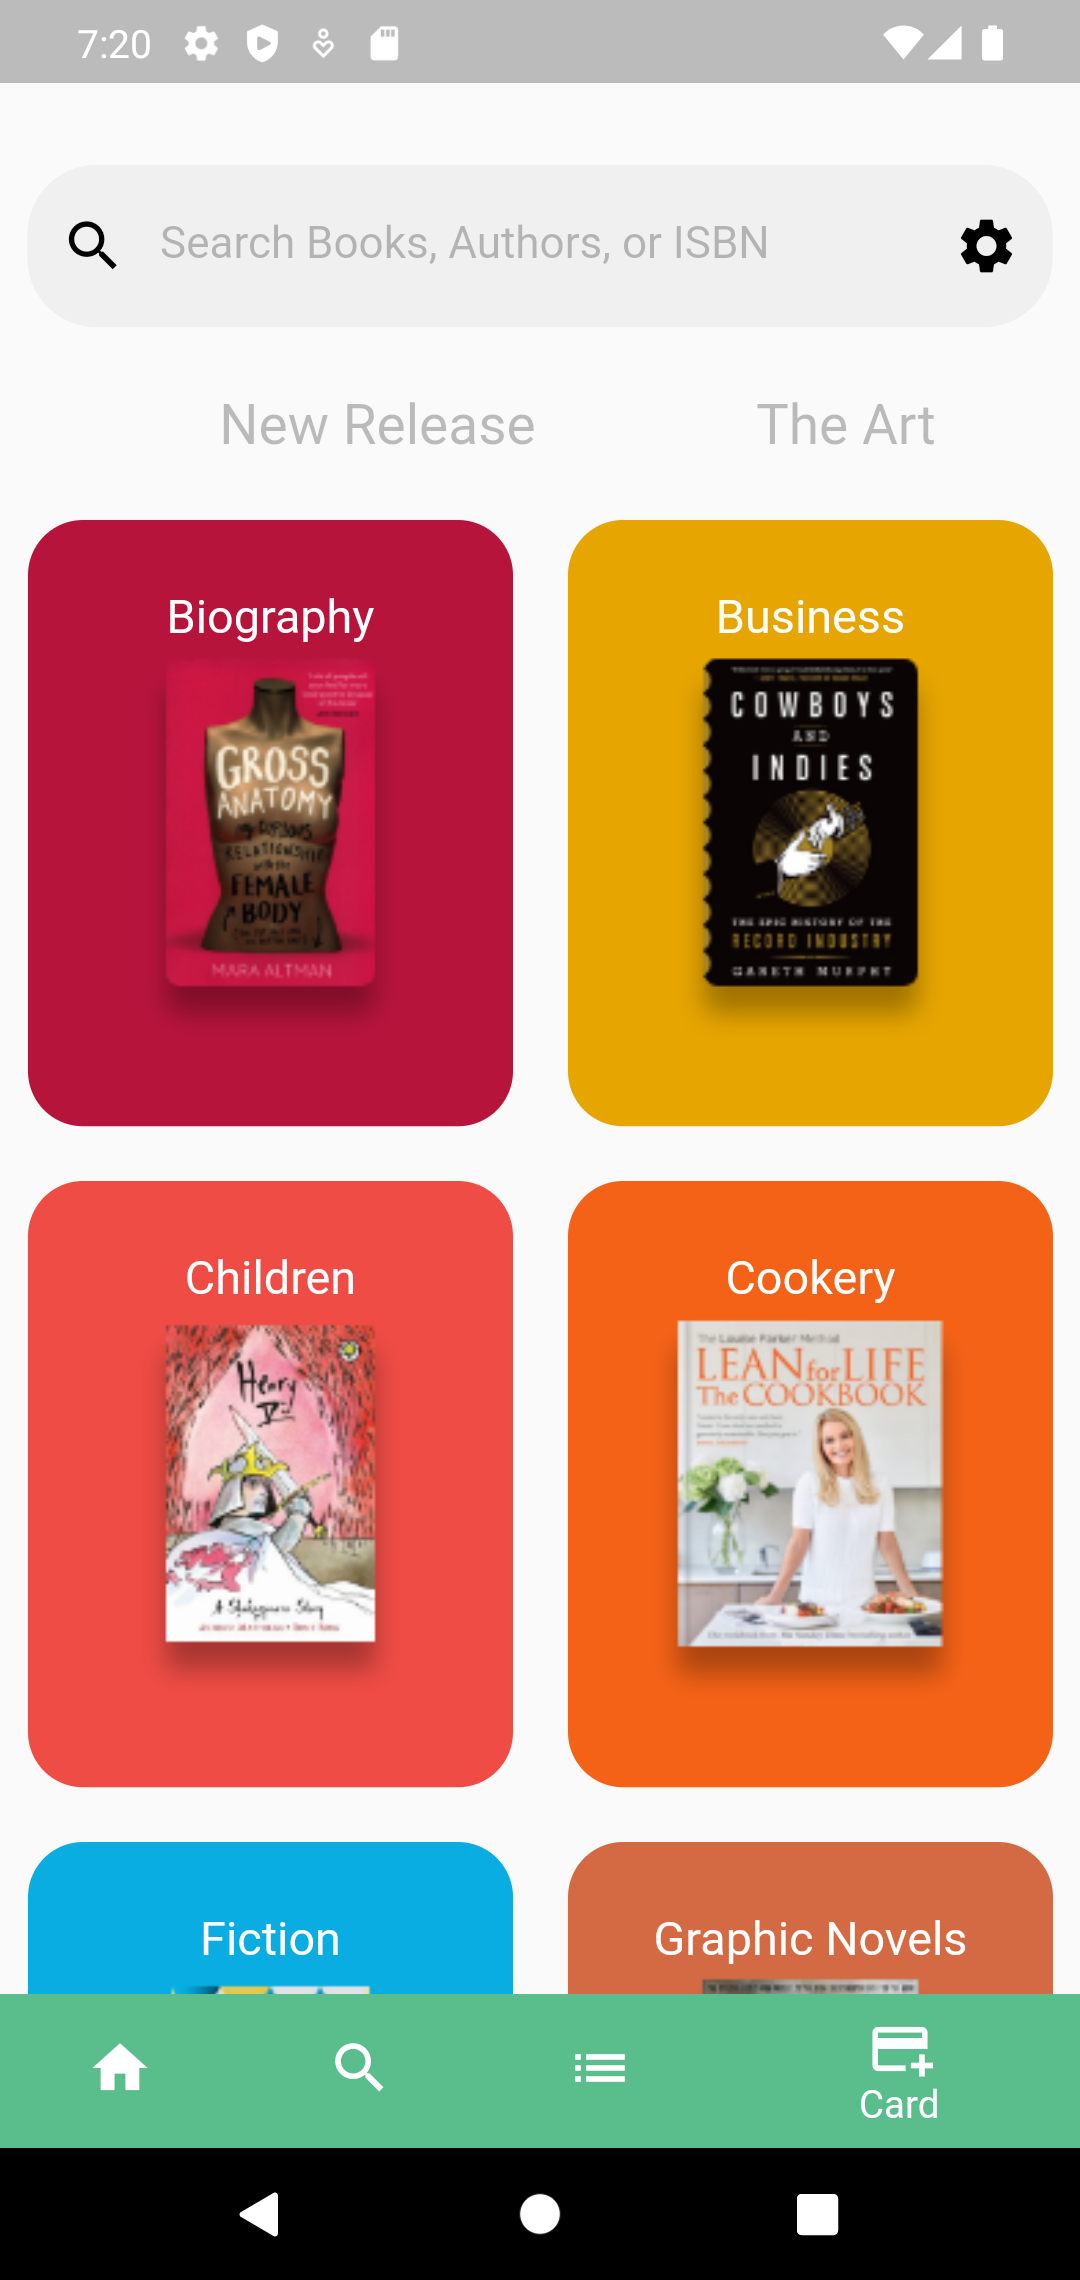 7:20
Search Books, Authors, or ISBN
New Release
The Art
Biography
Business
GROSS
ANATOMY
RELATIONSHIP
with the
FEMALE
BODY
MARA ALTMAN
COWBOYS
AND
INDIES
THE EPIC HISTORY OF THE
RECORD INDUSTRY
GARETH MURPHY
Children
Cookery
Henry
V
A Shakespeare Story
The Louise Parker Method
LEAN for LIFE
The COOKBOOK
Fiction
Graphic Novels
Card